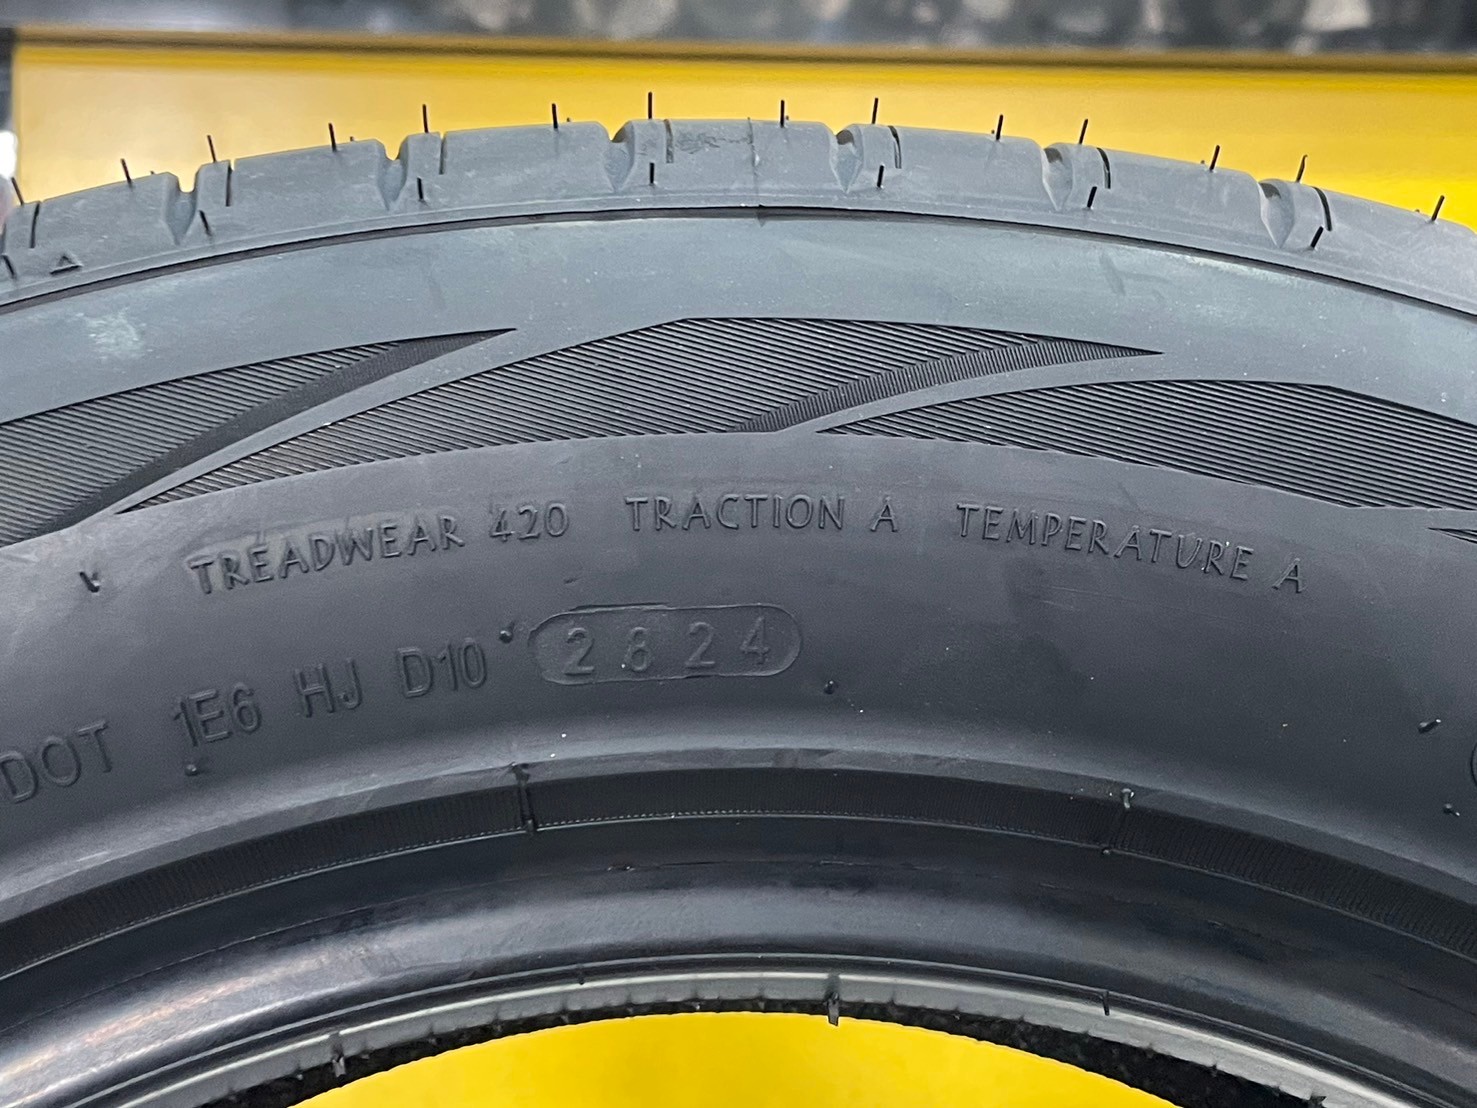 TREADWEAR 420 TRACTION A TEMPERATURE A
DOT 1E6 HJ D10 2824